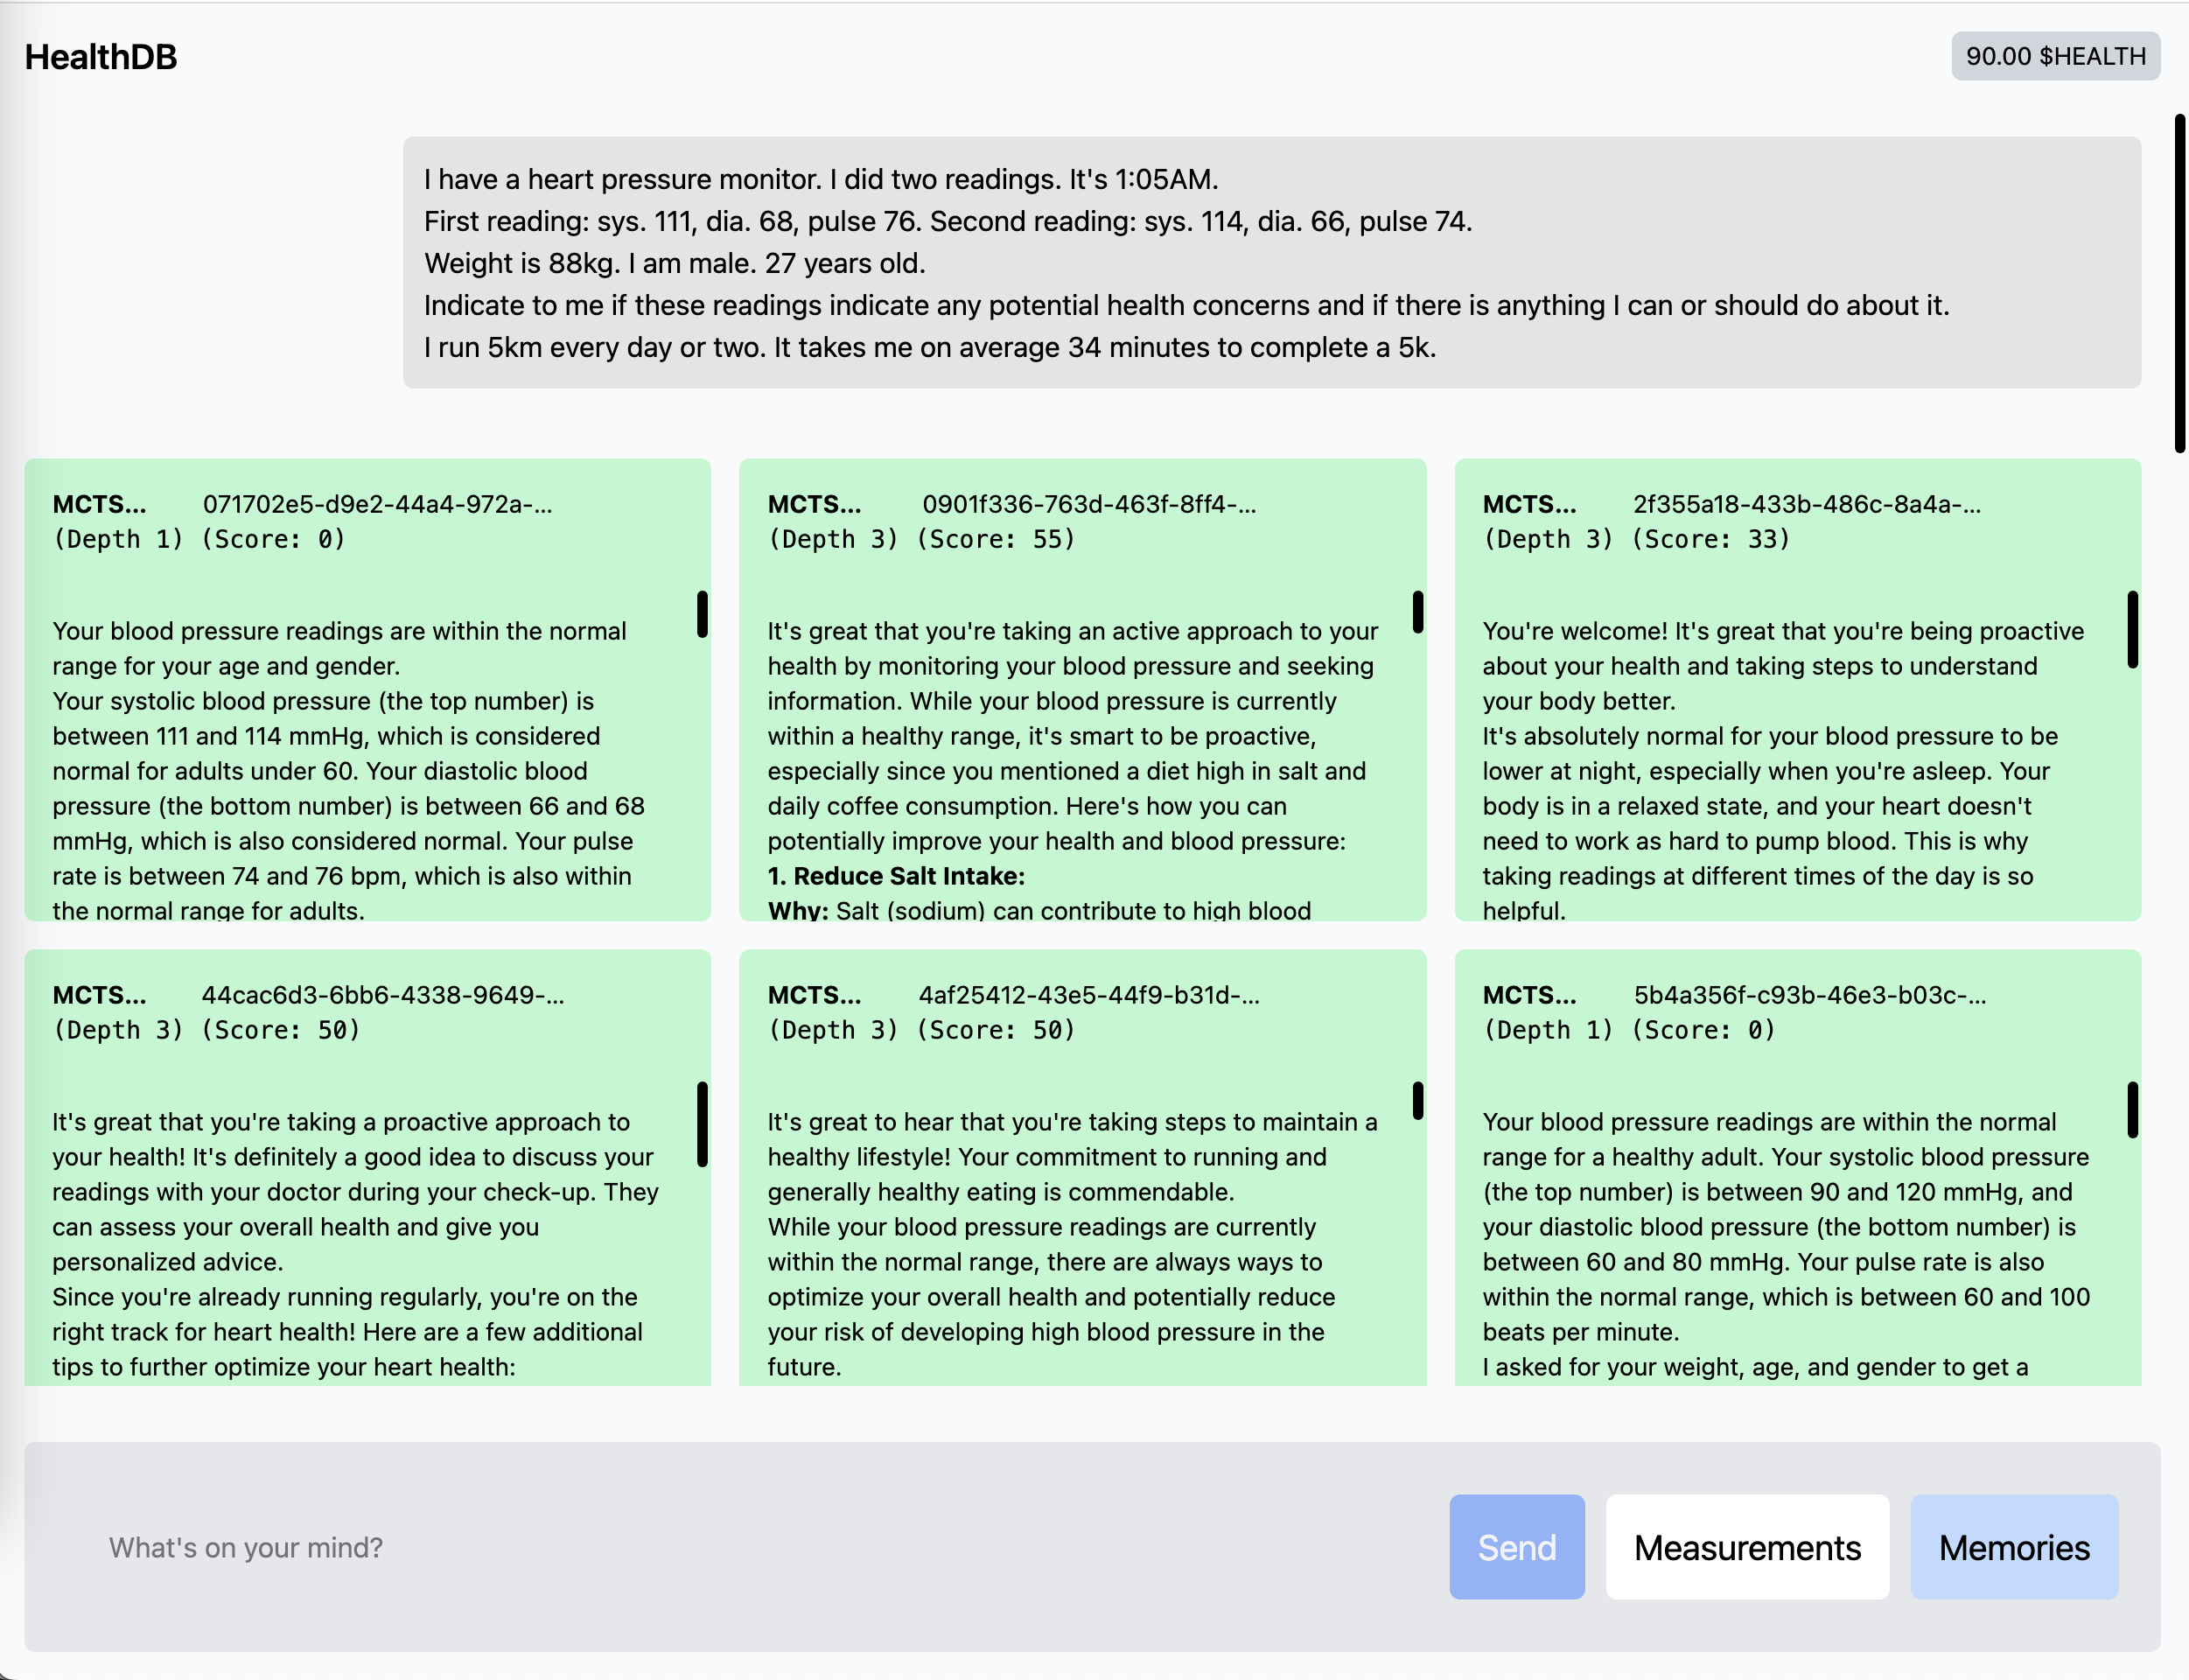 HealthDB
90.00 $HEALTH
I have a heart pressure monitor. I did two readings. It's 1:05AM.
First reading: sys. 111, dia. 68, pulse 76. Second reading: sys. 114, dia. 66, pulse 74.
Weight is 88kg. I am male. 27 years old.
Indicate to me if these readings indicate any potential health concerns and if there is anything I can or should do about it.
I run 5km every day or two. It takes me on average 34 minutes to complete a 5k.
MCTS... 071702e5-d9e2-44a4-972a-...
(Depth 1) (Score: 0)
Your blood pressure readings are within the normal
range for your age and gender.
Your systolic blood pressure (the top number) is
between 111 and 114 mmHg, which is considered
normal for adults under 60. Your diastolic blood
pressure (the bottom number) is between 66 and 68
mmHg, which is also considered normal. Your pulse
rate is between 74 and 76 bpm, which is also within
the normal range for adults.
MCTS... 0901f336-763d-463f-8ff4-...
(Depth 3) (Score: 55)
It's great that you're taking an active approach to your
health by monitoring your blood pressure and seeking
information. While your blood pressure is currently
within a healthy range, it's smart to be proactive,
especially since you mentioned a diet high in salt and
daily coffee consumption. Here's how you can
potentially improve your health and blood pressure:
1. Reduce Salt Intake:
Why: Salt (sodium) can contribute to high blood
MCTS... 2f355a18-433b-486c-8a4a-...
(Depth 3) (Score: 33)
You're welcome! It's great that you're being proactive
about your health and taking steps to understand
your body better.
It's absolutely normal for your blood pressure to be
lower at night, especially when you're asleep. Your
body is in a relaxed state, and your heart doesn't
need to work as hard to pump blood. This is why
taking readings at different times of the day is so
helpful.
MCTS... 44cac6d3-6bb6-4338-9649-...
(Depth 3) (Score: 50)
It's great that you're taking a proactive approach to
your health! It's definitely a good idea to discuss your
readings with your doctor during your check-up. They
can assess your overall health and give you
personalized advice.
Since you're already running regularly, you're on the
right track for heart health! Here are a few additional
tips to further optimize your heart health:
MCTS... 4af25412-43e5-44f9-b31d-...
(Depth 3) (Score: 50)
It's great to hear that you're taking steps to maintain a
healthy lifestyle! Your commitment to running and
generally healthy eating is commendable.
While your blood pressure readings are currently
within the normal range, there are always ways to
optimize your overall health and potentially reduce
your risk of developing high blood pressure in the
future.
MCTS... 5b4a356f-c93b-46e3-b03c-...
(Depth 1) (Score: 0)
Your blood pressure readings are within the normal
range for a healthy adult. Your systolic blood pressure
(the top number) is between 90 and 120 mmHg, and
your diastolic blood pressure (the bottom number) is
between 60 and 80 mmHg. Your pulse rate is also
within the normal range, which is between 60 and 100
beats per minute.
I asked for your weight, age, and gender to get a
What's on your mind?
Send
Measurements
Memories